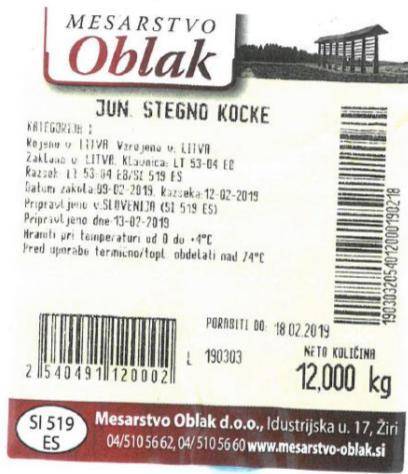 MESARSTVO
Oblak
JUN. STEGNO KOCKE
KATEGORIJA :
Rojeno v: LITVA Vzrejeno v: LITVA
Zaklano v: LITVA, Klavnica: LT 53-04 EB
Razsek: LT 53-04 EB/SI 519 ES
Datum zakola:09-02-2019, Razseka:12-02-2019
Pripravljeno v:SLOVENIJA (SI 519 ES)
Pripravljeno dne 13-02-2019
Hraniti pri temperaturi od 0 do +4°C
Pred uporabo termično/topl. obdelati nad 74°C
1903032054012000190218
PORABITI DO: 18.02.2019
L 190303
NETO KOLIČINA
12,000 kg
2 540491 120002
SI 519
ES
Mesarstvo Oblak d.o.o., Idustrijska u. 17, Žiri
04/510 56 62, 04/ 510 56 60 www.mesarstvo-oblak.si